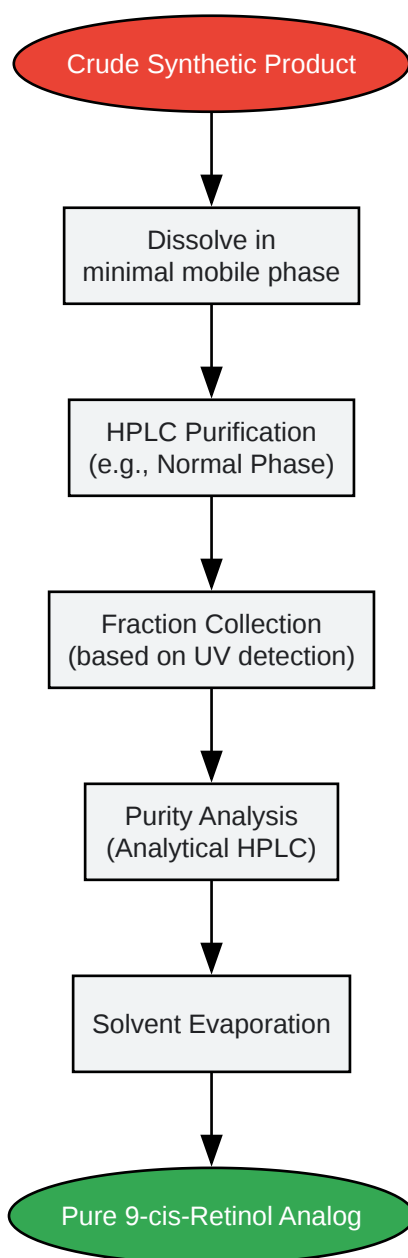 Crude Synthetic Product
Dissolve in
minimal mobile phase
HPLC Purification
(e.g., Normal Phase)
Fraction Collection
(based on UV detection)
Purity Analysis
(Analytical HPLC)
Solvent Evaporation
Pure 9-cis-Retinol Analog